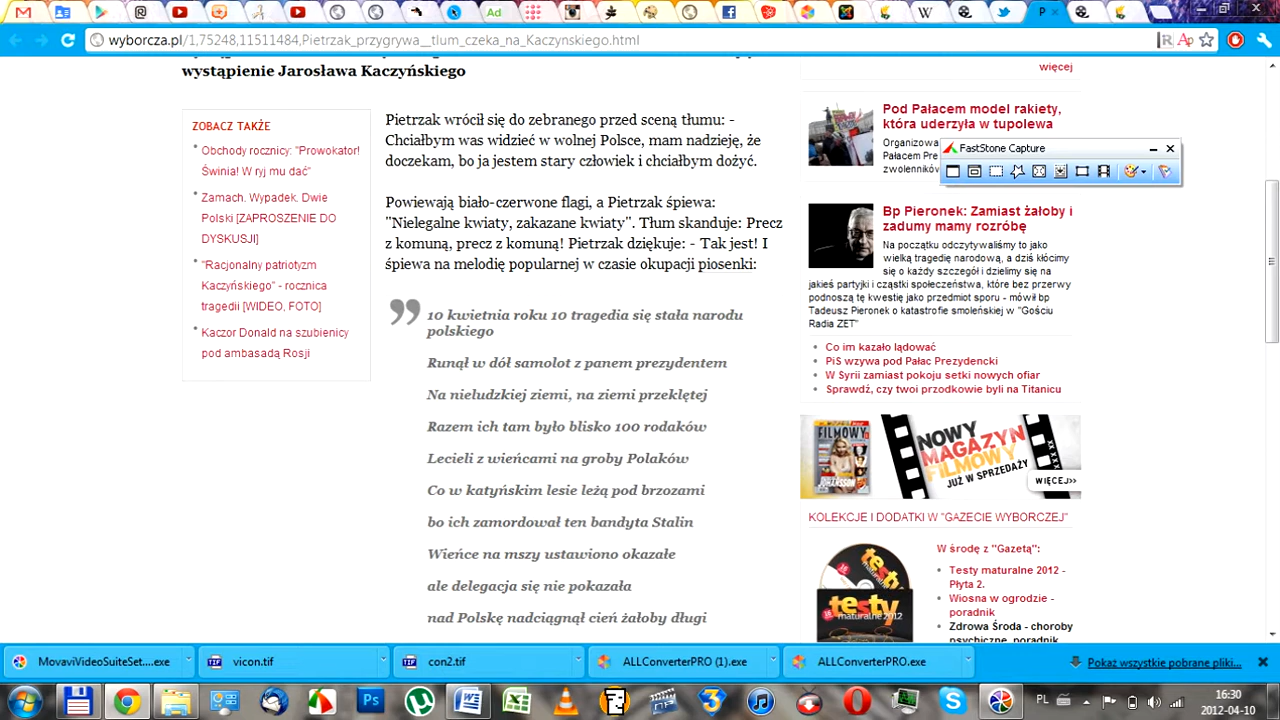 Ad
P
wyborcza.pl/1,75248,11511484,Pietrzak_przygrywa__tlum_czeka_na_Kaczynskiego.html
wystąpienie Jarosława Kaczyńskiego
ZOBACZ TAKŻE
Obchody rocznicy: "Prowokator!
Świnia! W ryj mu dać"
Zamach. Wypadek. Dwie
Polski [ZAPROSZENIE DO
DYSKUSJI]
"Racjonalny patriotyzm
Kaczyńskiego" - rocznica
tragedii [WIDEO, FOTO]
Kaczor Donald na szubienicy
pod ambasadą Rosji
Pietrzak wrócił się do zebranego przed sceną tłumu: -
Chciałbym was widzieć w wolnej Polsce, mam nadzieję, że
doczekam, bo ja jestem stary człowiek i chciałbym dożyć.
Powiewają biało-czerwone flagi, a Pietrzak śpiewa:
"Nielegalne kwiaty, zakazane kwiaty". Tłum skanduje: Precz
z komuną, precz z komuną! Pietrzak dziękuje: - Tak jest! I
śpiewa na melodię popularnej w czasie okupacji piosenki:
10 kwietnia roku 10 tragedia się stała narodu
polskiego
Runął w dół samolot z panem prezydentem
Na nieludzkiej ziemi, na ziemi przeklętej
Razem ich tam było blisko 100 rodaków
Lecieli z wieńcami na groby Polaków
Co w katyńskim lesie leżą pod brzozami
bo ich zamordował ten bandyta Stalin
Wieńce na mszy ustawiono okazałe
ale delegacja się nie pokazała
nad Polskę nadciągnął cień żałoby długi
więcej
Pod Pałacem model rakiety,
która uderzyła w tupolewa
Organizowa
Pałacem Pre
zwolenników
FastStone Capture
Bp Pieronek: Zamiast żałoby i
zadumy mamy rozróbę
Na początku odczytywaliśmy to jako
wielką tragedię narodową, a dziś kłócimy
się o każdy szczegół i dzielimy się na
jakieś partyjki i cząstki społeczeństwa, które bez przerwy
podnoszą tę kwestię jako przedmiot sporu - mówił bp
Tadeusz Pieronek o katastrofie smoleńskiej w "Gościu
Radia ZET"
Co im kazało lądować
PiS wzywa pod Pałac Prezydencki
W Syrii zamiast pokoju setki nowych ofiar
Sprawdź, czy twoi przodkowie byli na Titanicu
FILMOWY
NOWY
MAGAZYN
FILMOWY
JUŻ W SPRZEDAŻY
WIĘCEJ>>
KOLEKCJE I DODATKI W "GAZECIE WYBORCZEJ"
testy
maturalne 2012
W środę z "Gazetą":
Testy maturalne 2012 -
Płyta 2.
Wiosna w ogrodzie -
poradnik
Zdrowa Środa - choroby
psychiczne, poradnik
MovaviVideoSuiteSet....exe
vicon.tif
con2.tif
ALLConverterPRO (1).exe
ALLConverterPRO.exe
Pokaż wszystkie pobrane pliki...
PL
16:30
2012-04-10